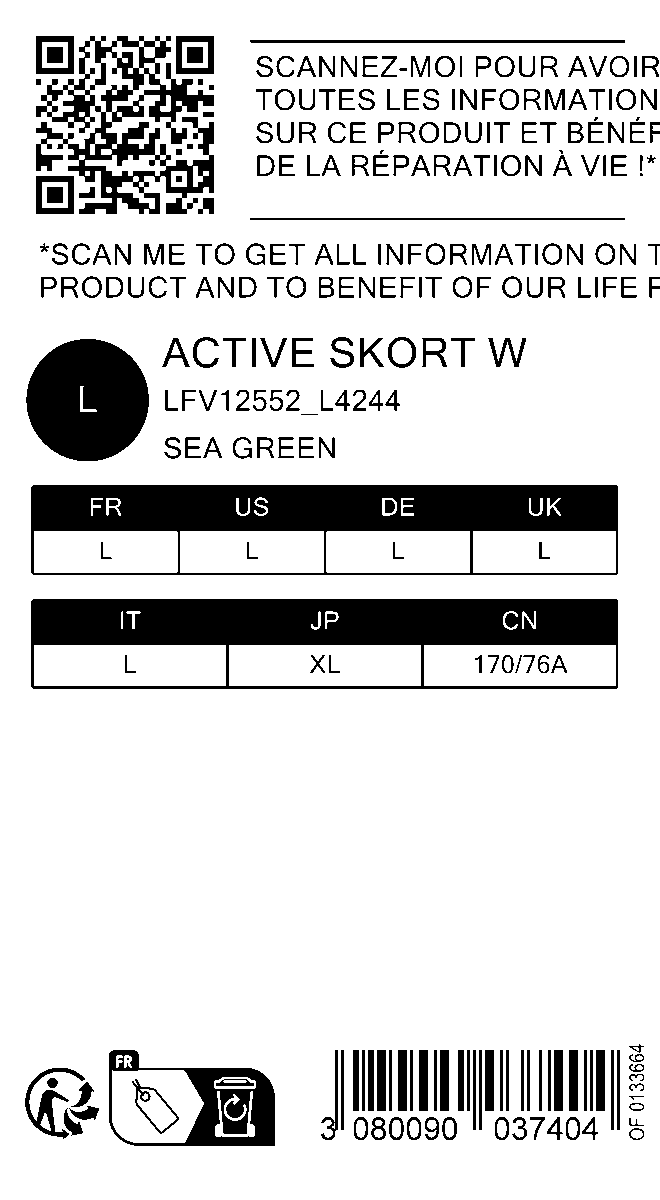 SCANNEZ-MOI POUR AVOIR
TOUTES LES INFORMATION
SUR CE PRODUIT ET BÉNÉF
DE LA RÉPARATION À VIE !*
*SCAN ME TO GET ALL INFORMATION ON T
PRODUCT AND TO BENEFIT OF OUR LIFE
L
ACTIVE SKORT W
LFV12552_L4244
SEA GREEN
FR US DE UK
L L L L
IT JP CN
L XL 170/76A
FR
3 080090 037404
OF 0133664